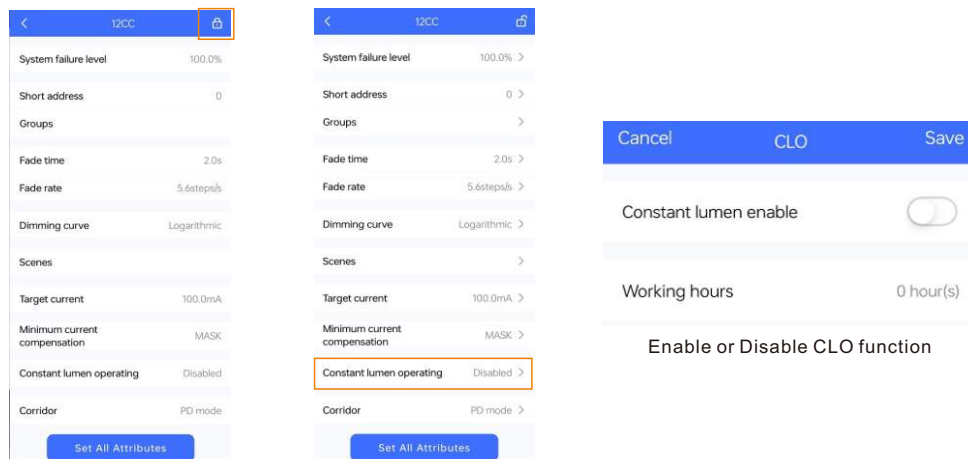 12CC
System failure level 100.0%
Short address 0
Groups
Fade time 2.0s
Fade rate 5.6steps/s
Dimming curve Logarithmic
Scenes
Target current 100.0mA
Minimum current
compensation MASK
Constant lumen operating Disabled
Corridor PD mode
Set All Attributes
12CC
System failure level 100.0% >
Short address 0 >
Groups >
Fade time 2.0s >
Fade rate 5.6steps/s >
Dimming curve Logarithmic >
Scenes >
Target current 100.0mA >
Minimum current
compensation MASK >
Constant lumen operating Disabled >
Corridor PD mode >
Set All Attributes
Cancel CLO Save
Constant lumen enable
Working hours 0 hour(s)
Enable or Disable CLO function